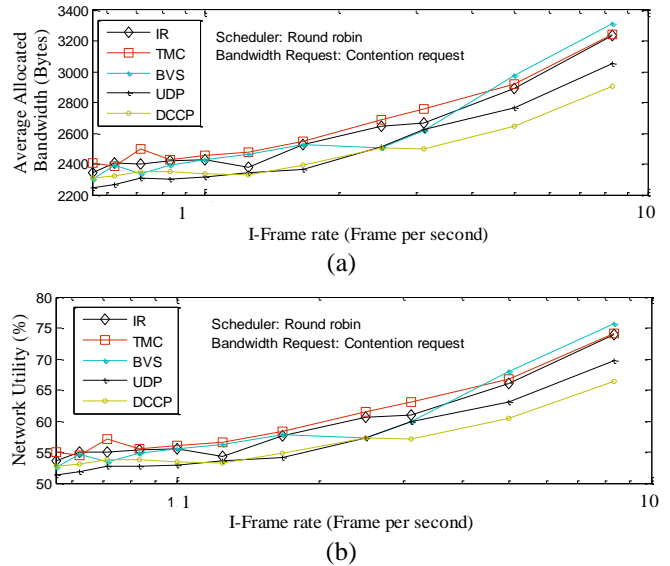 3400
3200
3000
2800
2600
2400
2200
Average Allocated
Bandwidth (Bytes)
IR
TMC
BVS
UDP
DCCP
Scheduler: Round robin
Bandwidth Request: Contention request
1
10
I-Frame rate (Frame per second)
(a)
80
75
70
65
60
55
50
Network Utility (%)
IR
TMC
BVS
UDP
DCCP
Scheduler: Round robin
Bandwidth Request: Contention request
1.1
10
I-Frame rate (Frame per second)
(b)